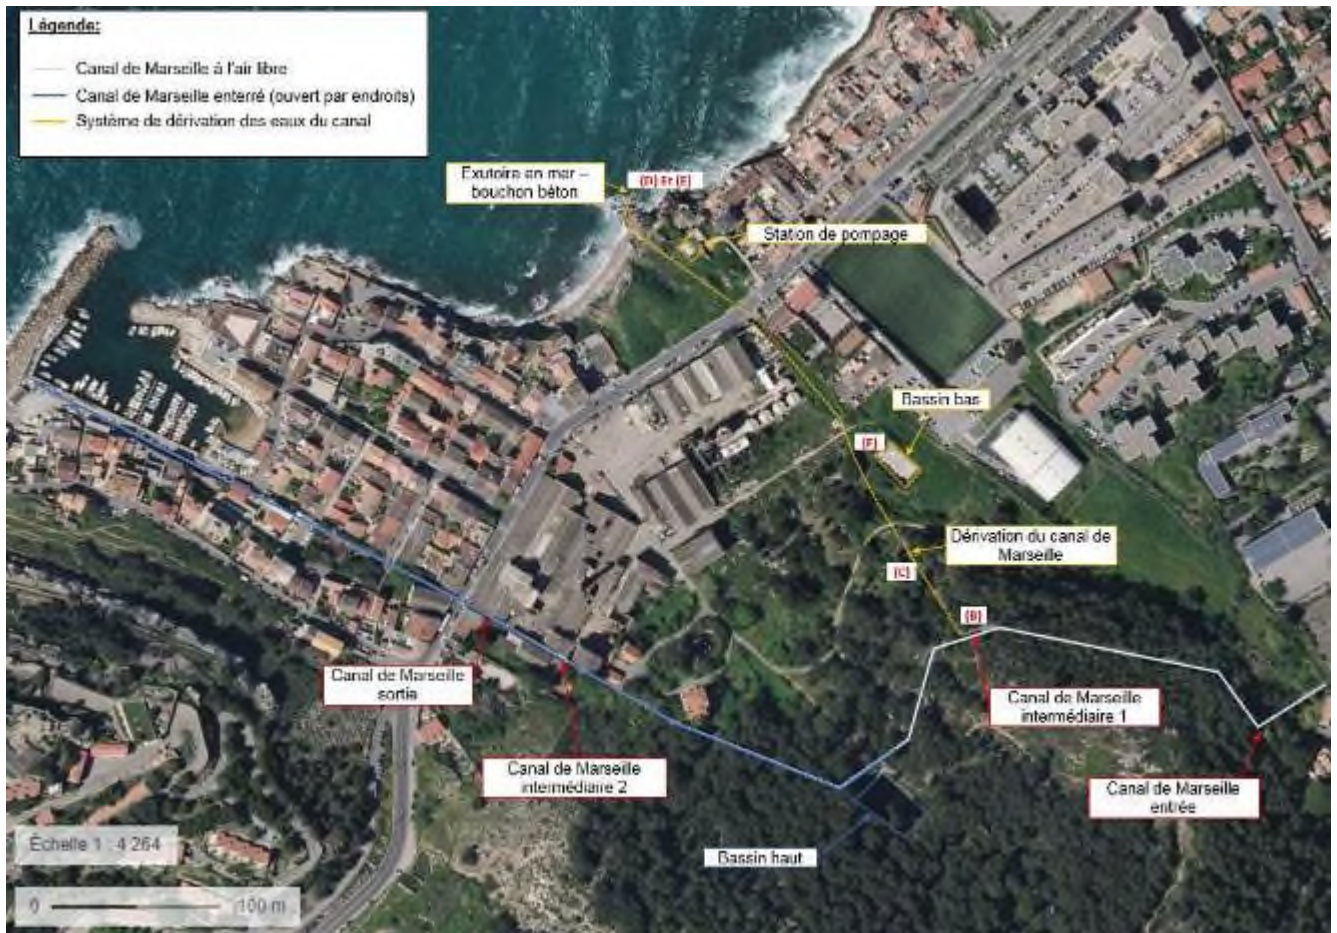 Légende:
Canal de Marseille à l'air libre
Canal de Marseille enterré (ouvert par endroits)
Système de dérivation des eaux du canal
Exutoire en mer –
bouchon béton
(D) Et (E)
Station de pompage
Bassin bas
(F)
Dérivation du canal de
Marseille
(C)
(B)
Canal de Marseille
sortie
Canal de Marseille
intermédiaire 1
Canal de Marseille
intermédiaire 2
Canal de Marseille
entrée
Échelle 1 : 4 264
Bassin haut
0 100 m